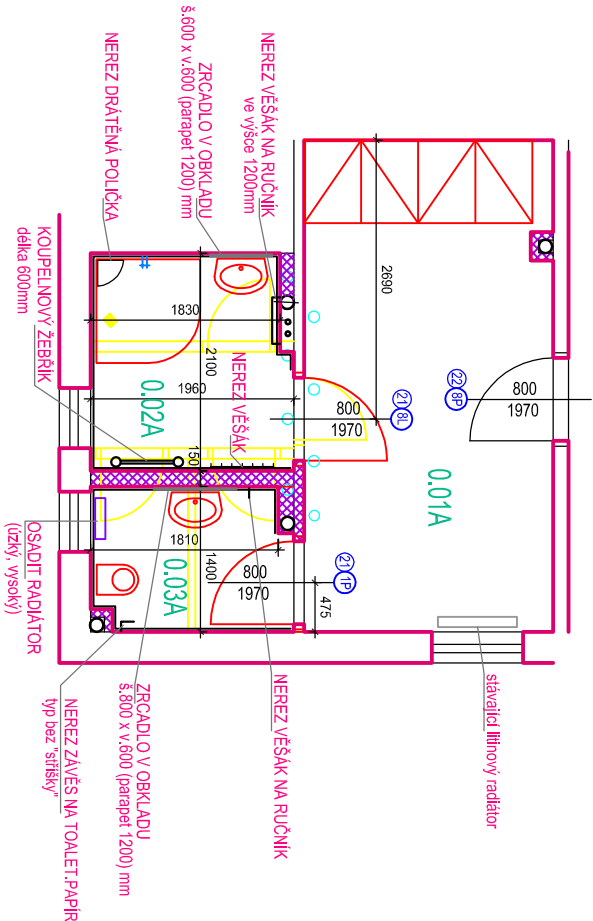 NEREZ VĚŠÁK NA RUČNÍK
ve výšce 1200mm
ZRCADLO V OBKLADU
š.600 x v.600 (parapet 1200) mm
NEREZ DRÁTĚNÁ POLIČKA
KOUPELNOVÝ ŽEBŘÍK
délka 600mm
NEREZ VĚŠÁK
OSADIT RADIÁTOR
(úzký, vysoký)
NEREZ VĚŠÁK NA RUČNÍK
ZRCADLO V OBKLADU
š.800 x v.600 (parapet 1200) mm
NEREZ ZÁVĚS NA TOALET.PAPÍR
typ bez "stříšky"
stávající litinový radiátor
0.01A
0.02A
0.03A
2690
1830
2100
1960
150
1810
1400
475
800
1970
22 8P
800
1970
21 8L
800
1970
21 1P